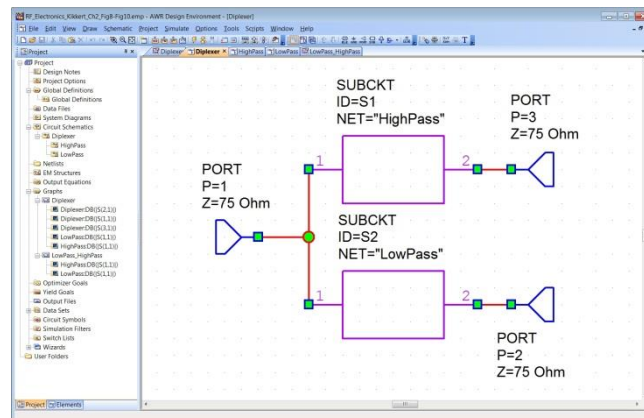 RF_Electronics_Kikkert_Ch2_Fig8-Fig10.emp - AWR Design Environment - [Diplexer]
File Edit View Draw Schematic Project Simulate Options Tools Scripts Window Help
Project
Diplexer Diplexer HighPass LowPass LowPass_HighPass
Project
Design Notes
Project Options
Global Definitions
Global Definitions
Data Files
System Diagrams
Circuit Schematics
Diplexer
HighPass
LowPass
Netlists
EM Structures
Output Equations
Graphs
Diplexer
Diplexer:DB(|S(2,1)|)
Diplexer:DB(|S(1,1)|)
Diplexer:DB(|S(3,1)|)
LowPass:DB(|S(1,1)|)
HighPass:DB(|S(1,1)|)
LowPass_HighPass
HighPass:DB(|S(1,1)|)
LowPass:DB(|S(1,1)|)
Optimizer Goals
Yield Goals
Output Files
Data Sets
Circuit Symbols
Simulation Filters
Switch Lists
Wizards
User Folders
Project Elements
SUBCKT
ID=S1
NET="HighPass"
PORT
P=3
Z=75 Ohm
1 2
PORT
P=1
Z=75 Ohm
SUBCKT
ID=S2
NET="LowPass"
1 2
PORT
P=2
Z=75 Ohm